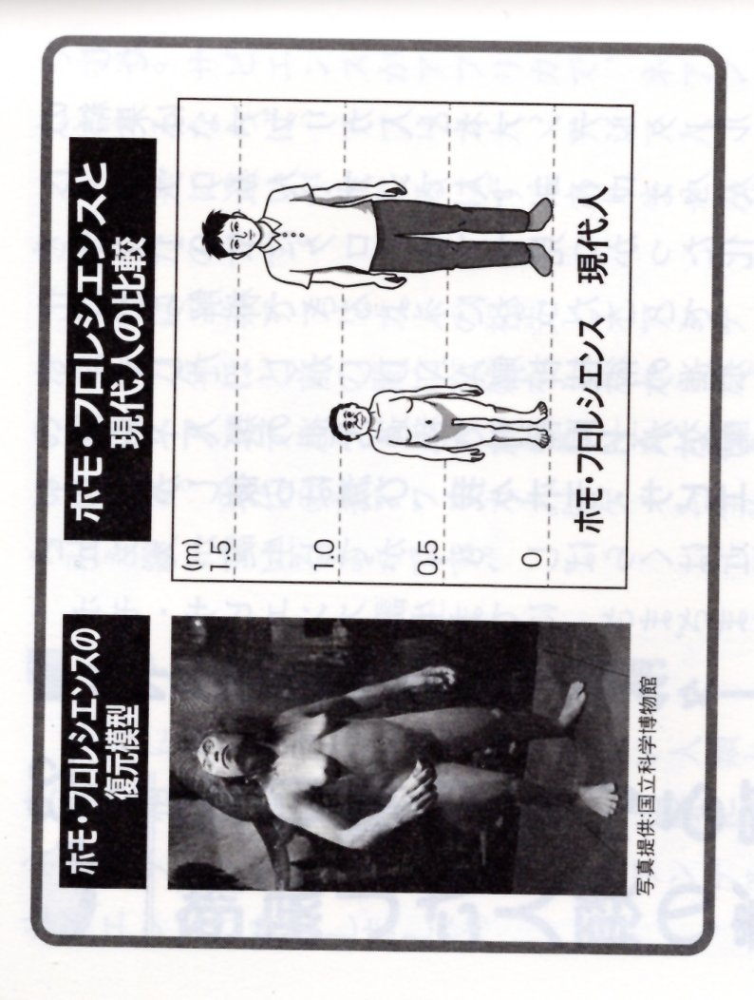 ホモ・フロレシエンスの
復元模型
写真提供:国立科学博物館
ホモ・フロレシエンスと
現代人の比較
(m)
1.5
1.0
0.5
0
ホモ・フロレシエンス
現代人